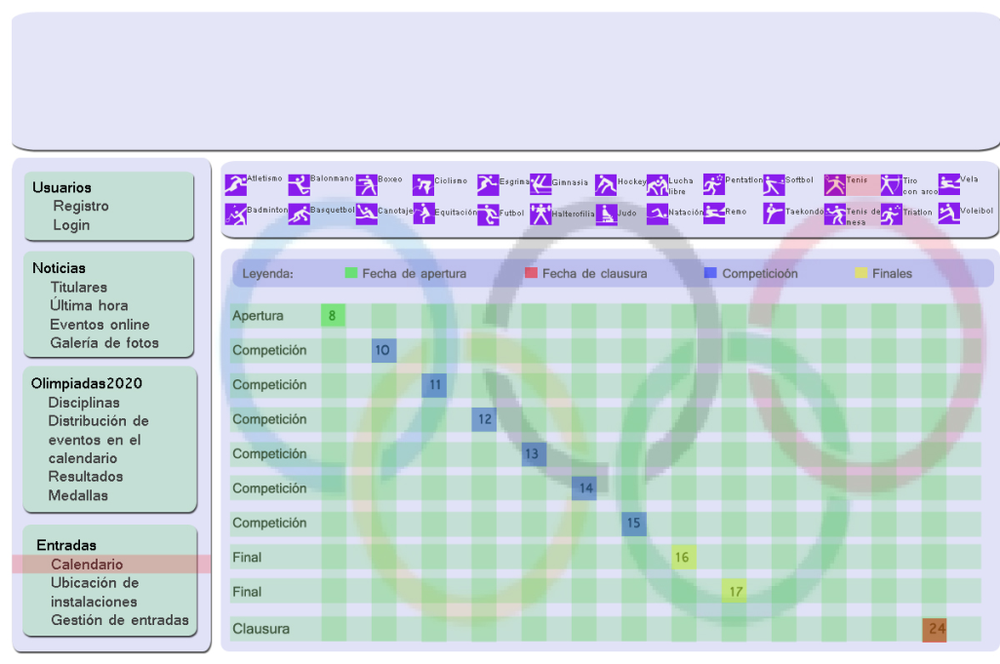 Usuarios
Registro
Login
Noticias
Titulares
Última hora
Eventos online
Galería de fotos
Olimpiadas2020
Disciplinas
Distribución de
eventos en el
calendario
Resultados
Medallas
Entradas
Calendario
Ubicación de
instalaciones
Gestión de entradas
Atletismo Balonmano Boxeo Ciclismo Esgrima Gimnasia Hockey Lucha libre Pentatlon Softbol Tenis Tiro con arco Vela
Badminton Basquetbol Canotaje Equitación Futbol Halterofilia Judo Natación Remo Taekondo Tenis de mesa Triatlon Voleibol
Leyenda: Fecha de apertura Fecha de clausura Competicioón Finales
Apertura 8
Competición 10
Competición 11
Competición 12
Competición 13
Competición 14
Competición 15
Final 16
Final 17
Clausura 24